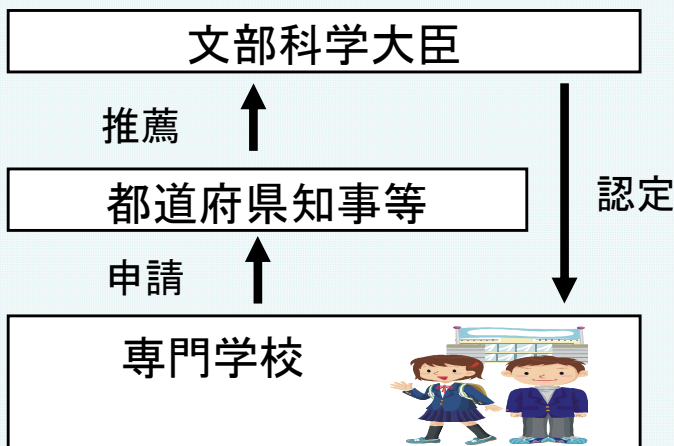 文部科学大臣
推薦
都道府県知事等
認定
申請
専門学校